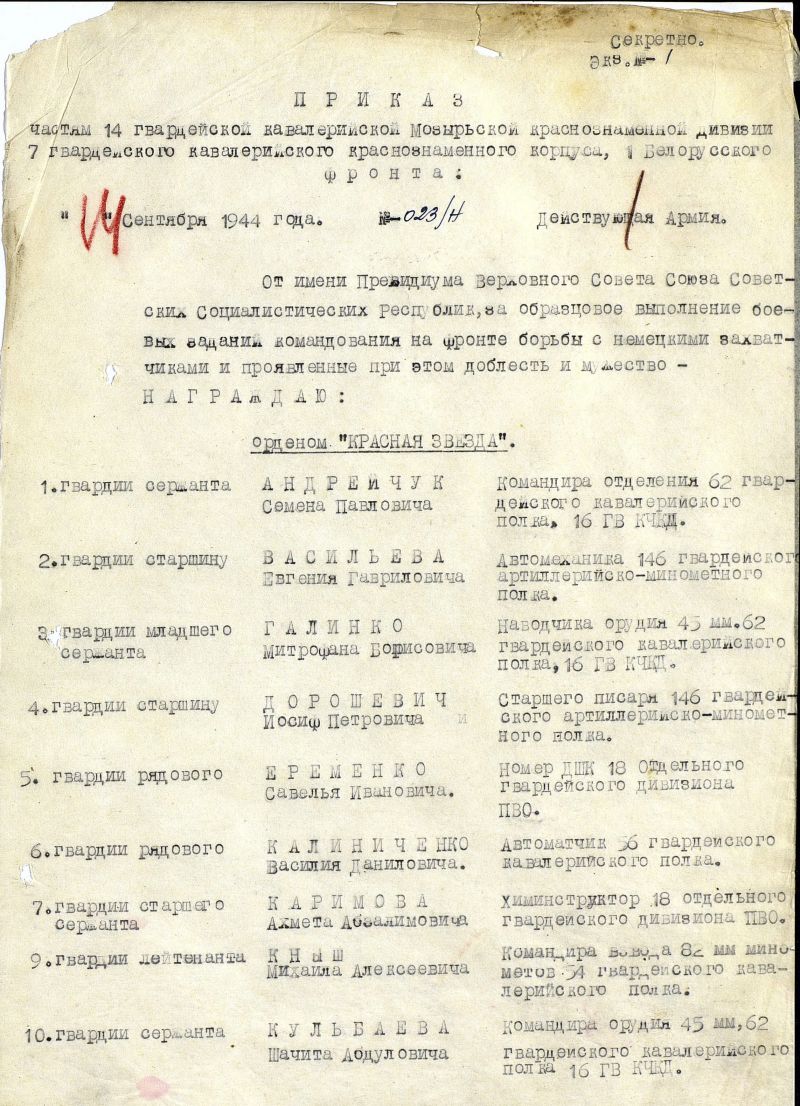 Секретно.
Экз.№-1
П Р И К А З
частям 14 гвардейской кавалерийской Мозырьской краснознаменной дивизии
7 гвардейского кавалерийского краснознаменного корпуса, 1 Белорусского
ф р о н т а :
"14" Сентября 1944 года. №-023/Н Действующая Армия.
От имени Президиума Верховного Совета Союза Совет-
ских Социалистических Республик,за образцовое выполнение бое-
вых заданий командования на фронте борьбы с немецкими захват-
чиками и проявленные при этом доблесть и мужество -
Н А Г Р А Ж Д А Ю :
орденом "КРАСНАЯ ЗВЕЗДА".
1.гвардии сержанта А Н Д Р Е Й Ч У К Командира отделения 62 гвар-
Семена Павловича дейского кавалерийского
полка, 16 ГВ КЧКД.
2.гвардии старшину В А С И Л Ь Е В А Автомеханика 146 гвардейског
Евгения Гавриловича артиллерийско-минометного
полка.
3.гвардии младшего Г А Л И Н К О Наводчика орудия 45 мм.62
сержанта Митрофана Борисовича гвардейского кавалерийского
полка,16 ГВ КЧКД.
4.гвардии старшину Д О Р О Ш Е В И Ч Старшего писаря 146 гвардей-
Иосиф Петровича и ского артиллерийско-миномет-
ного полка.
5. гвардии рядового Е Р Е М Е Н К О Номер ДШК 18 Отдельного
Савелья Ивановича. гвардейского дивизиона
ПВО.
6.гвардии рядового К А Л И Н И Ч Е Н К О Автоматчик 56 гвардейского
Василия Даниловича. кавалерийского полка.
7.гвардии старшего К А Р И М О В А Химинструктор 18 отдельного
сержанта Ахмета Абзалимовича гвардейского дивизиона ПВО.
9.гвардии лейтенанта К Н Ы Ш Командира взвода 82 мм мино-
Михаила Алексеевича метов 54 гвардейского кава-
лерийского полка.
10.гвардии сержанта К У Л Ь Б А Е В А Командира орудия 45 мм,62
Шачита Абдуловича гвардейского кавалерийского
полка 16 ГВ КЧКД.